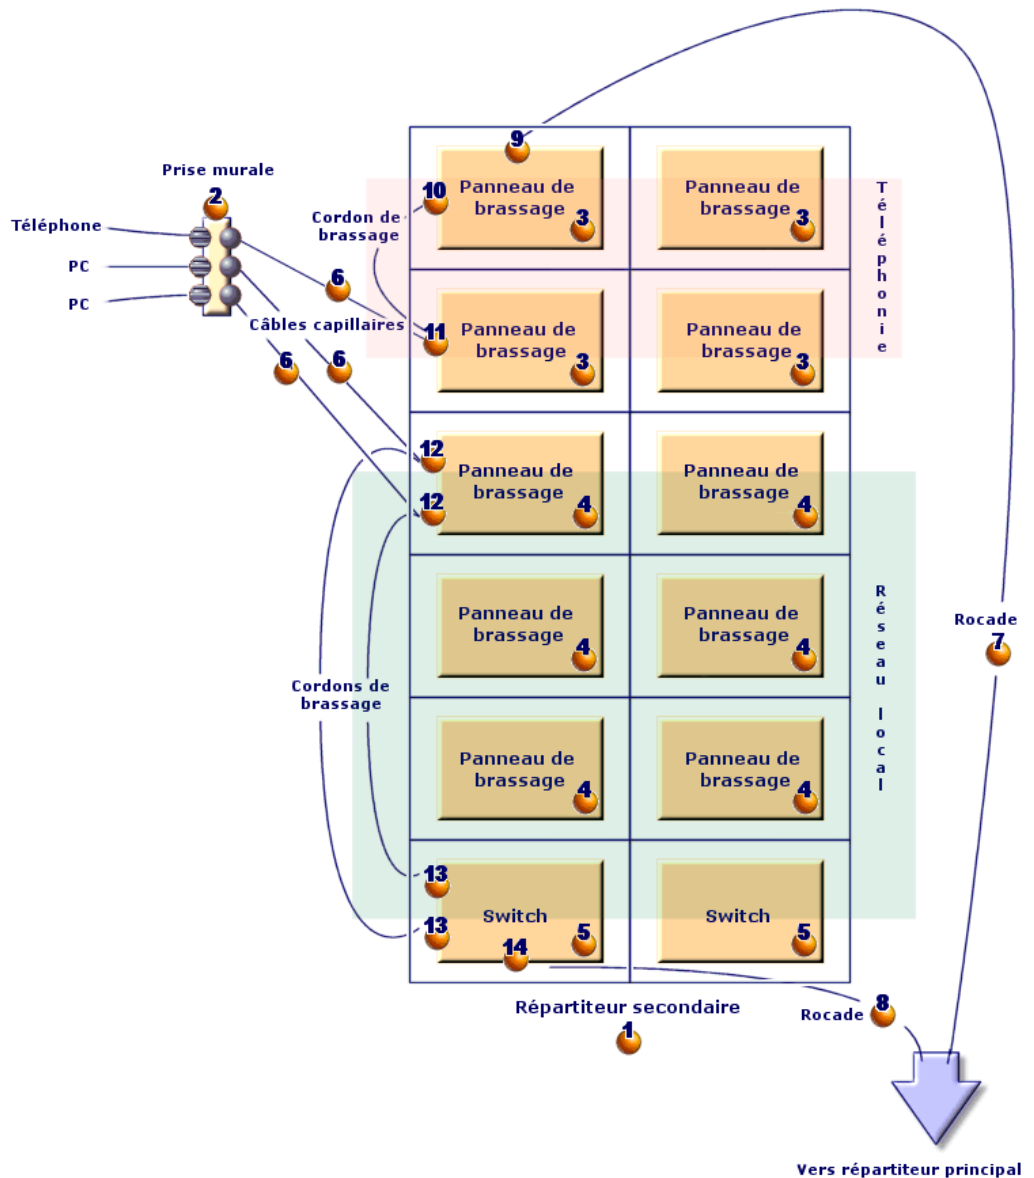 9
Prise murale
2
Téléphone
PC
PC
Cordon de
brassage
10
Panneau de
brassage
3
Panneau de
brassage
3
Téléphonie
6
Câbles capillaires
6
6
11
Panneau de
brassage
3
Panneau de
brassage
3
12
12
Panneau de
brassage
4
Panneau de
brassage
4
Réseau local
Panneau de
brassage
4
Panneau de
brassage
4
Rocade
7
Cordons de
brassage
Panneau de
brassage
4
Panneau de
brassage
4
13
13
Switch
5
14
Switch
5
Répartiteur secondaire
1
Rocade
8
Vers répartiteur principal